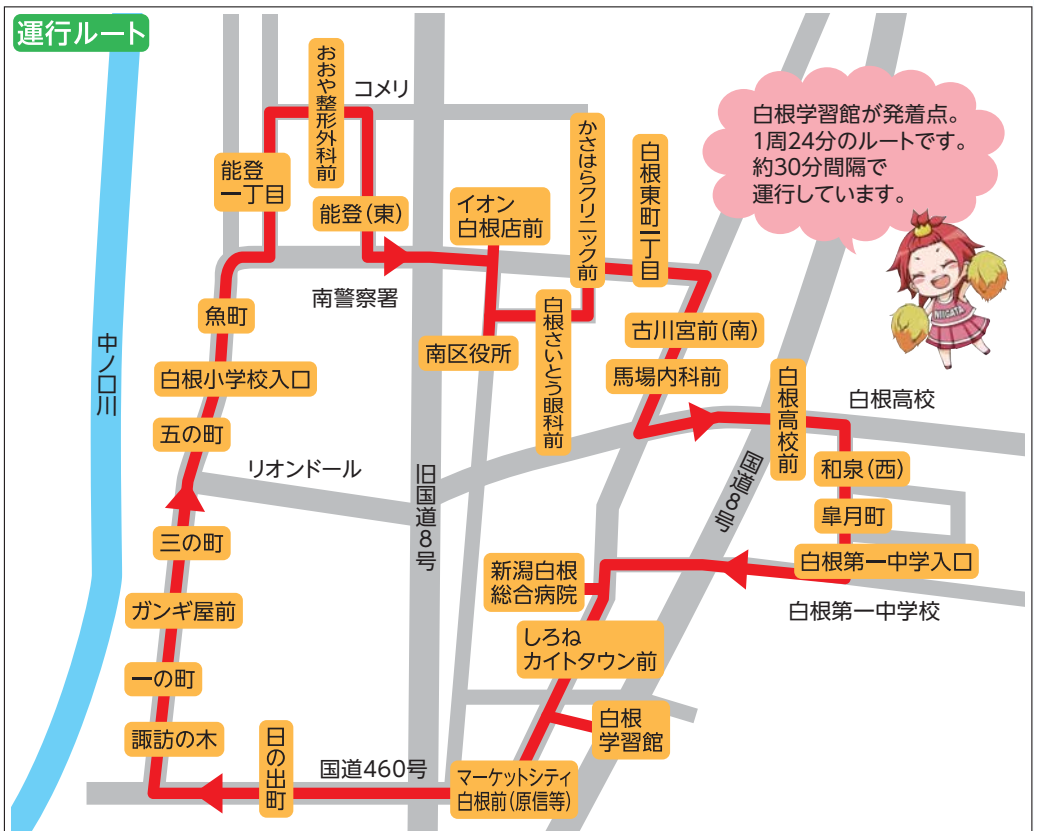 運行ルート
白根学習館が発着点。
1周24分のルートです。
約30分間隔で
運行しています。
NIIGATA
おおや整形外科前
コメリ
能登
一丁目
能登(東)
イオン
白根店前
かさはらクリニック前
白根東町一丁目
南警察署
魚町
南区役所
白根さいとう眼科前
古川宮前(南)
馬場内科前
白根高校前
白根高校
中ノ口川
白根小学校入口
五の町
リオンドール
旧国道8号
国道8号
和泉(西)
皐月町
白根第一中学入口
白根第一中学校
三の町
新潟白根
総合病院
ガンギ屋前
しろね
カイトタウン前
一の町
白根
学習館
諏訪の木
日の出町
国道460号
マーケットシティ
白根前(原信等)